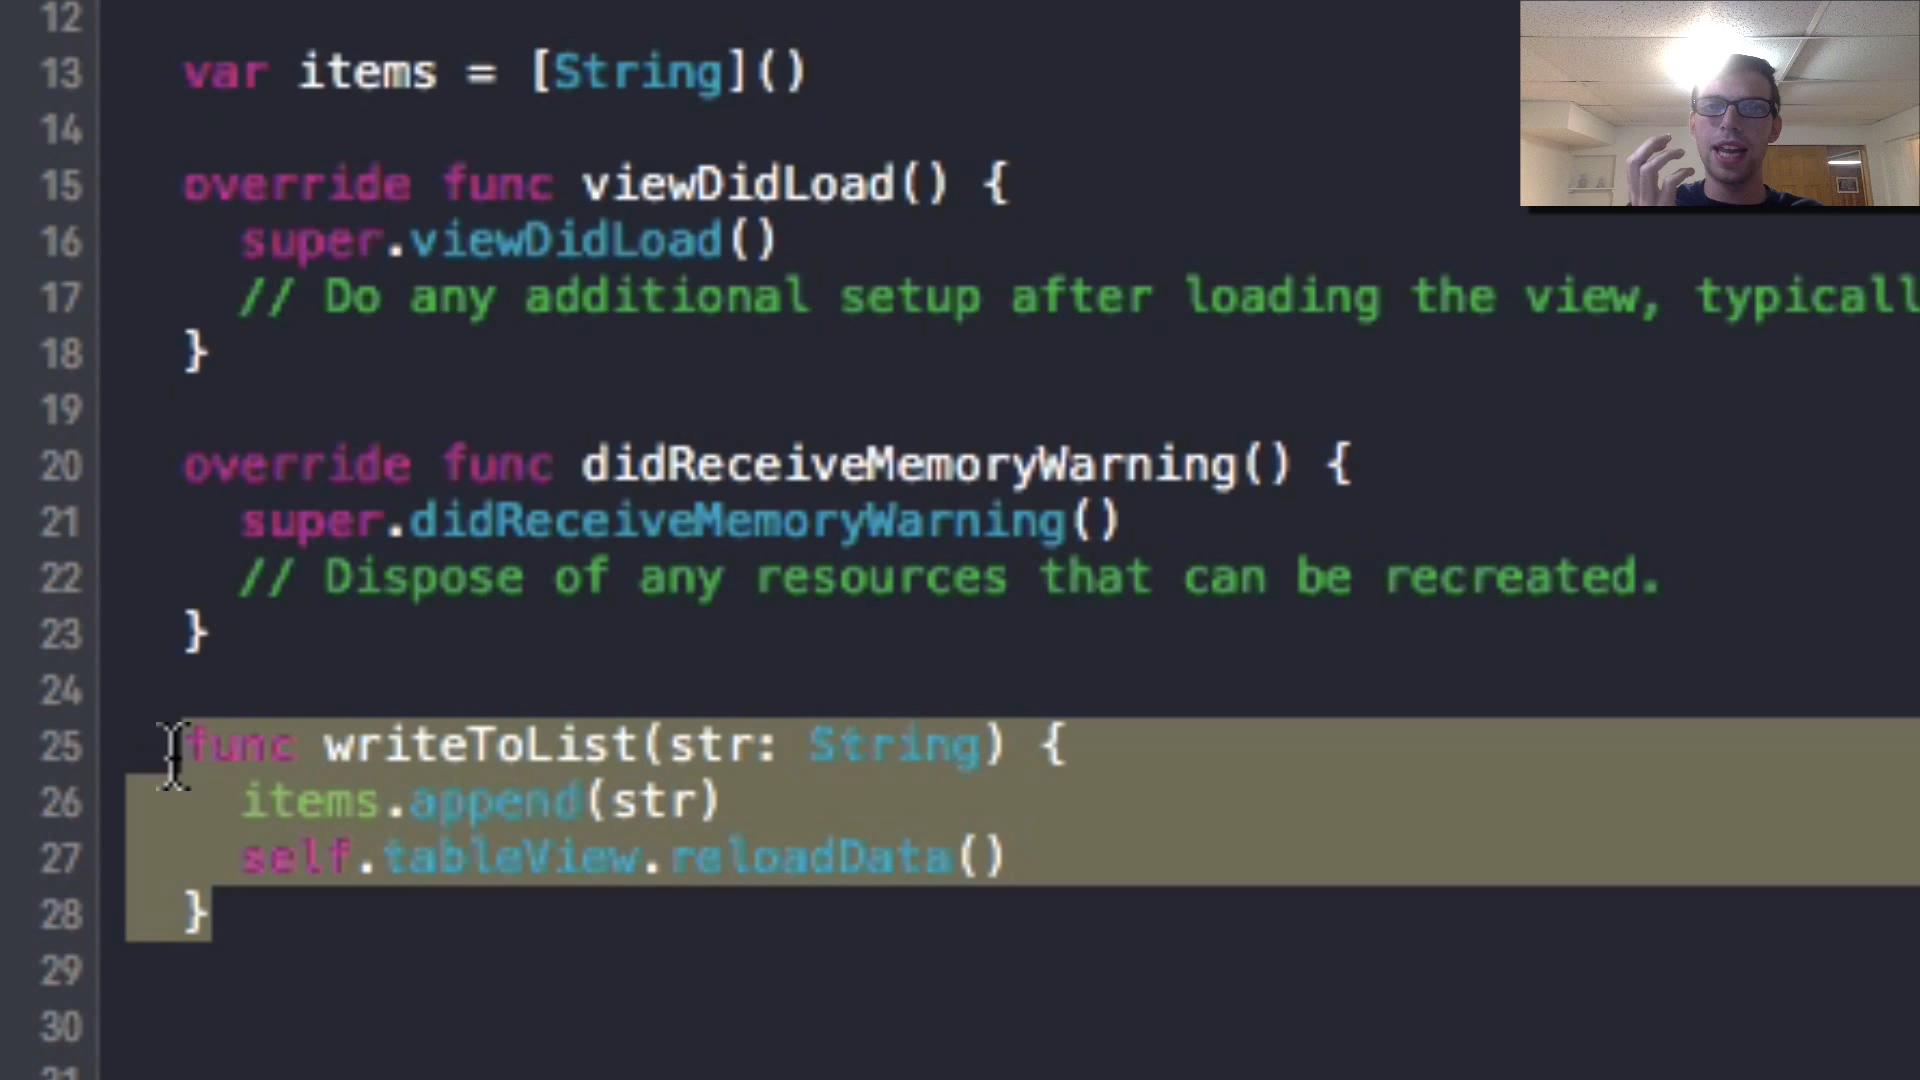 12
13 var items = [String]()
14
15 override func viewDidLoad() {
16 super.viewDidLoad()
17 // Do any additional setup after loading the view, typicall
18 }
19
20 override func didReceiveMemoryWarning() {
21 super.didReceiveMemoryWarning()
22 // Dispose of any resources that can be recreated.
23 }
24
25 func writeToList(str: String) {
26 items.append(str)
27 self.tableView.reloadData()
28 }
29
30
31